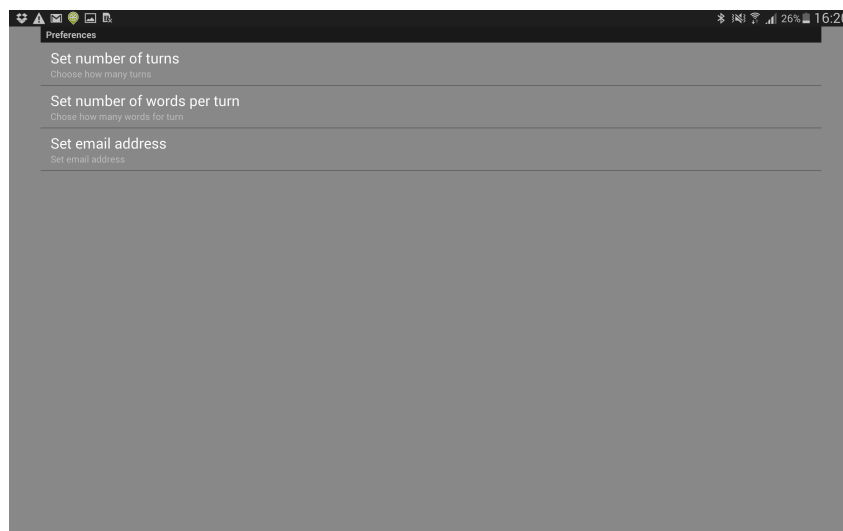 26% 16:20
Preferences
Set number of turns
Choose how many turns
Set number of words per turn
Chose how many words for turn
Set email address
Set email address